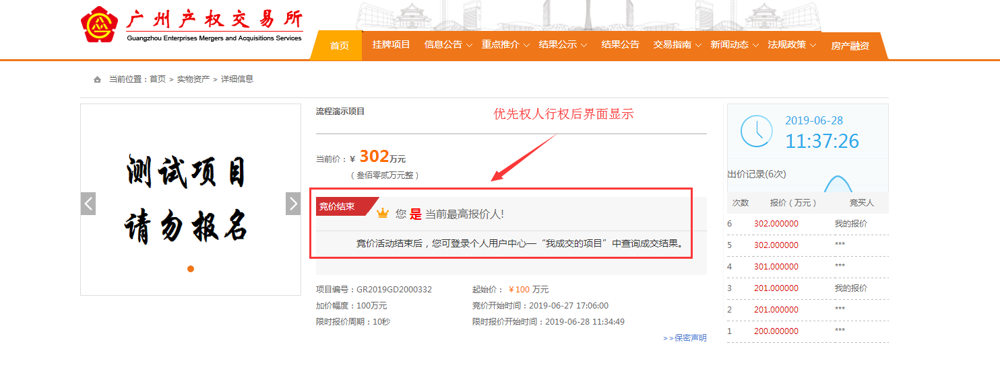 广州产权交易所
Guangzhou Enterprises Mergers and Acquisitions Services
首页 挂牌项目 信息公告 重点推介 结果公示 结果公告 交易指南 新闻动态 法规政策 房产融资
当前位置：首页 > 实物资产 > 详细信息
测试项目
请勿报名
流程演示项目
优先权人行权后界面显示
当前价：¥ 302万元
（叁佰零贰万元整）
竞价结束
您 是 当前最高报价人!
竞价活动结束后，您可登录个人用户中心—“我成交的项目”中查询成交结果。
项目编号：GR2019GD2000332 起始价：¥100 万元
加价幅度：100万元 竞价开始时间：2019-06-27 17:06:00
限时报价周期：10秒 限时报价开始时间：2019-06-28 11:34:49
>>保密声明
2019-06-28
11:37:26
出价记录(6次)
次数 报价（万元） 竞买人
6 302.000000 我的报价
5 302.000000 ***
4 301.000000 ***
3 201.000000 我的报价
2 201.000000 ***
1 200.000000 ***